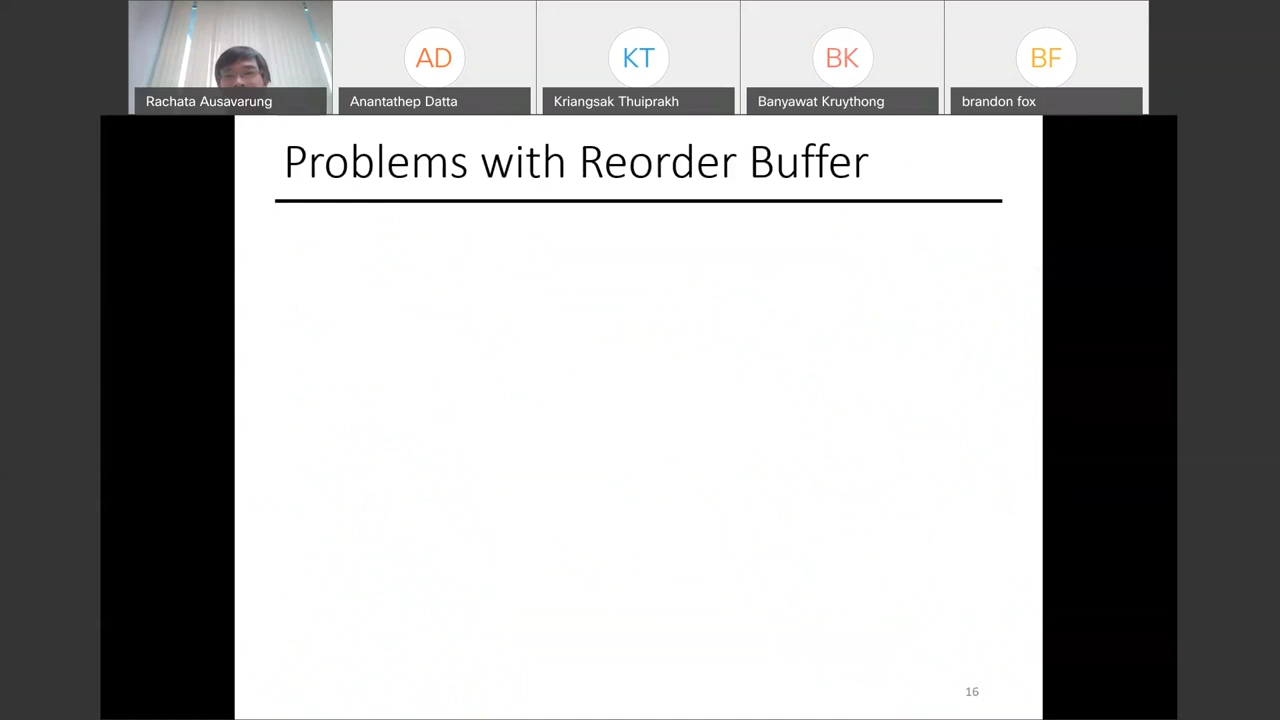 AD
KT
BK
BF
Rachata Ausavarung
Anantathep Datta
Kriangsak Thuiprakh
Banyawat Kruythong
brandon fox
Problems with Reorder Buffer
16